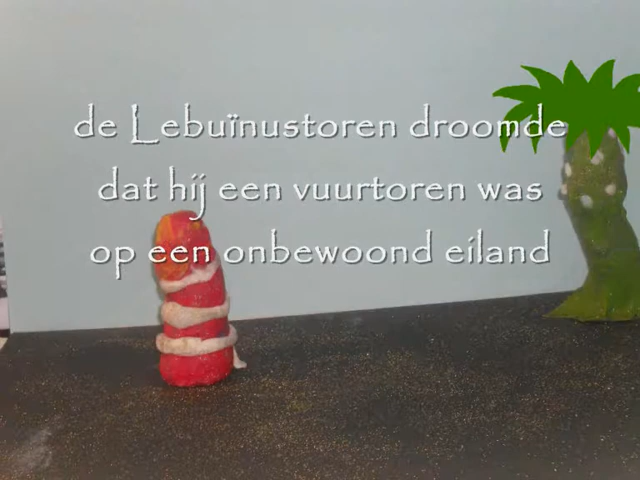 de Lebuïnustoren droomde
dat hij een vuurtoren was
op een onbewoond eiland